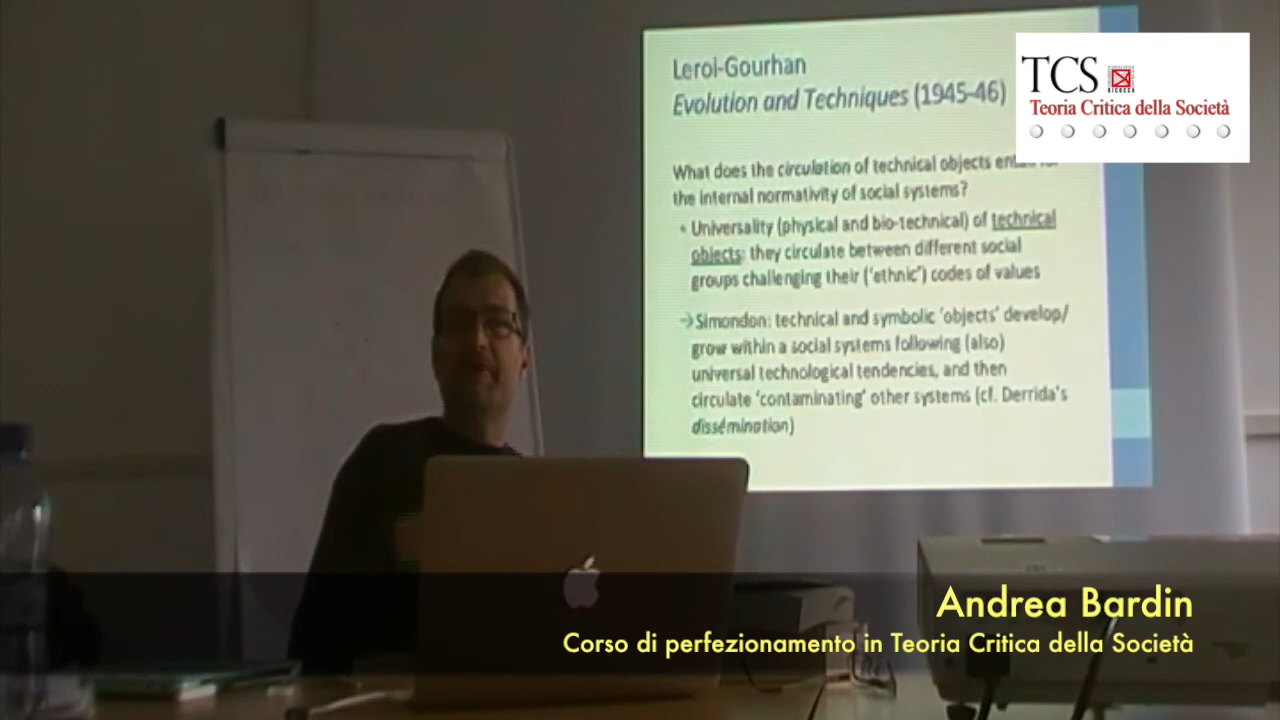 Leroi-Gourhan
Evolution and Techniques (1945-46)
What does the circulation of technical objects
the internal normativity of social systems?
• Universality (physical and bio-technical) of technical
objects: they circulate between different social
groups challenging their ('ethnic') codes of values
→Simondon: technical and symbolic 'objects' develop/
grow within a social systems following (also)
universal technological tendencies, and then
circulate 'contaminating' other systems (cf. Derrida's
dissémination)
TCS
BICOCCA
Teoria Critica della Società
Andrea Bardin
Corso di perfezionamento in Teoria Critica della Società